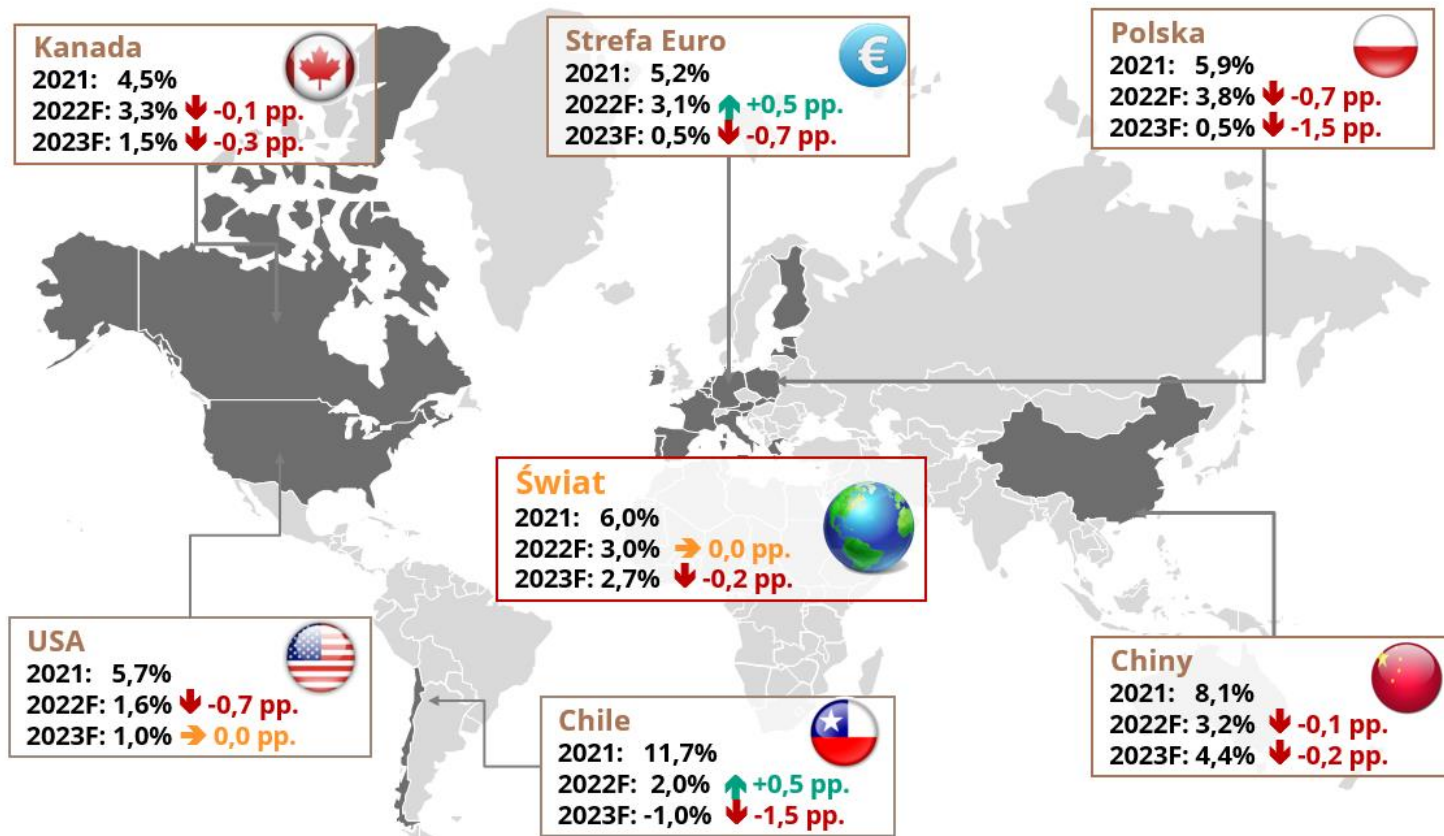 Kanada
2021: 4,5%
2022F: 3,3% -0,1 pp.
2023F: 1,5% -0,3 pp.
Strefa Euro
€
2021: 5,2%
2022F: 3,1% +0,5 pp.
2023F: 0,5% -0,7 pp.
Polska
2021: 5,9%
2022F: 3,8% -0,7 pp.
2023F: 0,5% -1,5 pp.
Świat
2021: 6,0%
2022F: 3,0% 0,0 pp.
2023F: 2,7% -0,2 pp.
USA
2021: 5,7%
2022F: 1,6% -0,7 pp.
2023F: 1,0% 0,0 pp.
Chile
2021: 11,7%
2022F: 2,0% +0,5 pp.
2023F: -1,0% -1,5 pp.
Chiny
2021: 8,1%
2022F: 3,2% -0,1 pp.
2023F: 4,4% -0,2 pp.